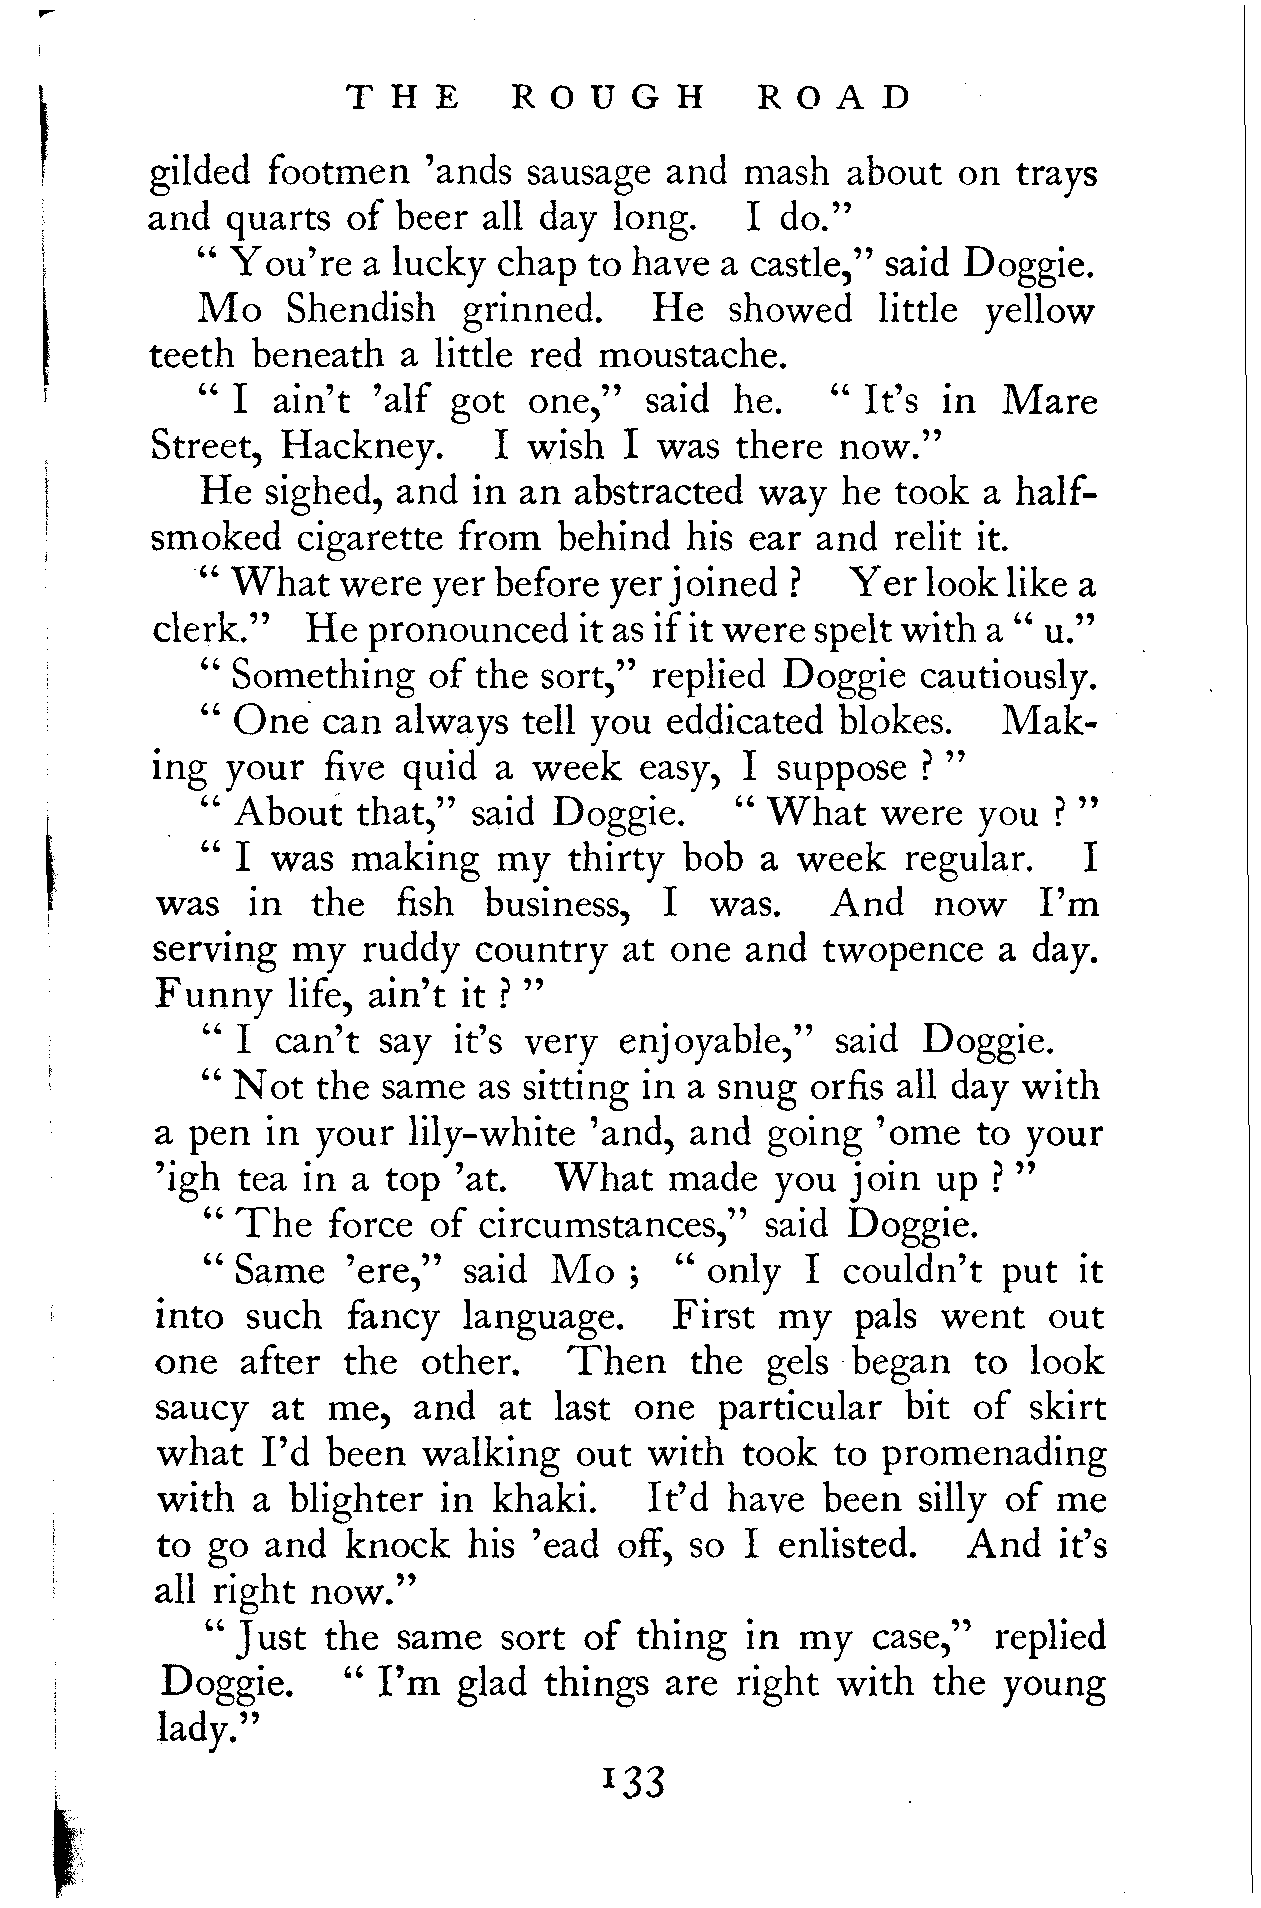 THE ROUGH ROAD
gilded footmen 'ands sausage and mash about on trays
and quarts of beer all day long. I do."
" You're a lucky chap to have a castle," said Doggie.
Mo Shendish grinned. He showed little yellow
teeth beneath a little red moustache.
" I ain't 'alf got one," said he. " It's in Mare
Street, Hackney. I wish I was there now."
He sighed, and in an abstracted way he took a half-
smoked cigarette from behind his ear and relit it.
" What were yer before yer joined ? Yer look like a
clerk." He pronounced it as if it were spelt with a " u."
" Something of the sort," replied Doggie cautiously.
" One can always tell you eddicated blokes. Mak-
ing your five quid a week easy, I suppose ? "
" About that," said Doggie. " What were you ? "
" I was making my thirty bob a week regular. I
was in the fish business, I was. And now I'm
serving my ruddy country at one and twopence a day.
Funny life, ain't it ? "
" I can't say it's very enjoyable," said Doggie.
" Not the same as sitting in a snug orfis all day with
a pen in your lily-white 'and, and going 'ome to your
'igh tea in a top 'at. What made you join up ? "
" The force of circumstances," said Doggie.
" Same 'ere," said Mo ; " only I couldn't put it
into such fancy language. First my pals went out
one after the other. Then the gels began to look
saucy at me, and at last one particular bit of skirt
what I'd been walking out with took to promenading
with a blighter in khaki. It'd have been silly of me
to go and knock his 'ead off, so I enlisted. And it's
all right now."
" Just the same sort of thing in my case," replied
Doggie. " I'm glad things are right with the young
lady."
133